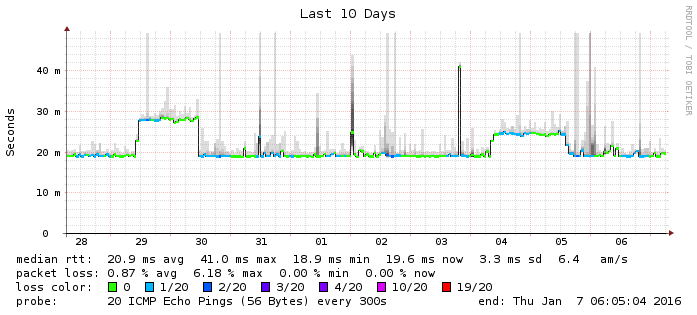 Last 10 Days
RRDTOOL / TOBI OETIKER
Seconds
40 m
30 m
20 m
10 m
0
28 29 30 31 01 02 03 04 05 06
median rtt: 20.9 ms avg 41.0 ms max 18.9 ms min 19.6 ms now 3.3 ms sd 6.4 am/s
packet loss: 0.87 % avg 6.18 % max 0.00 % min 0.00 % now
loss color: 0 1/20 2/20 3/20 4/20 10/20 19/20
probe: 20 ICMP Echo Pings (56 Bytes) every 300s end: Thu Jan 7 06:05:04 2016